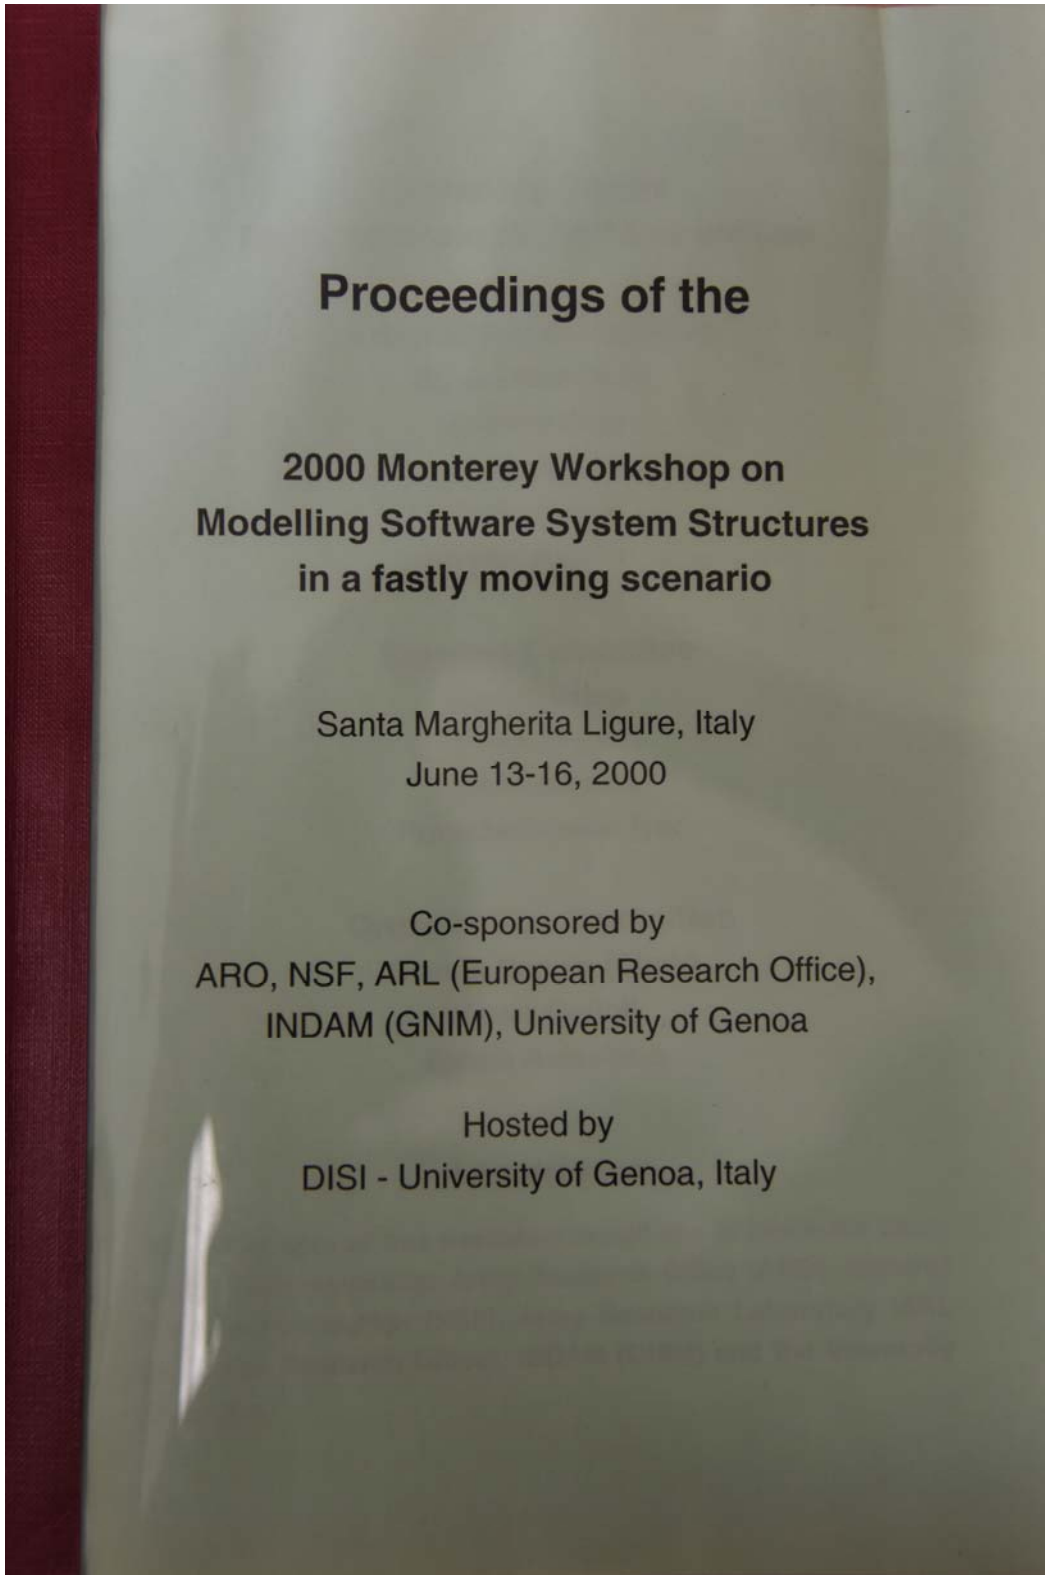 Proceedings of the
2000 Monterey Workshop on
Modelling Software System Structures
in a fastly moving scenario
Santa Margherita Ligure, Italy
June 13-16, 2000
Co-sponsored by
ARO, NSF, ARL (European Research Office),
INDAM (GNIM), University of Genoa
Hosted by
DISI - University of Genoa, Italy